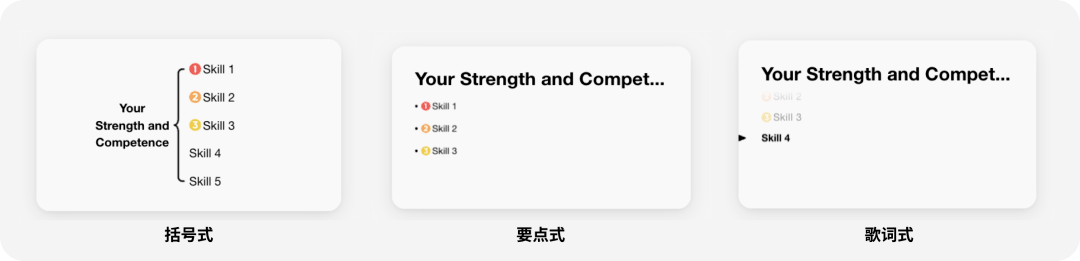 Your
Strength and
Competence
1 Skill 1
2 Skill 2
3 Skill 3
Skill 4
Skill 5
括号式
Your Strength and Compet...
• 1 Skill 1
• 2 Skill 2
• 3 Skill 3
要点式
Your Strength and Compet...
2 Skill 2
3 Skill 3
Skill 4
歌词式